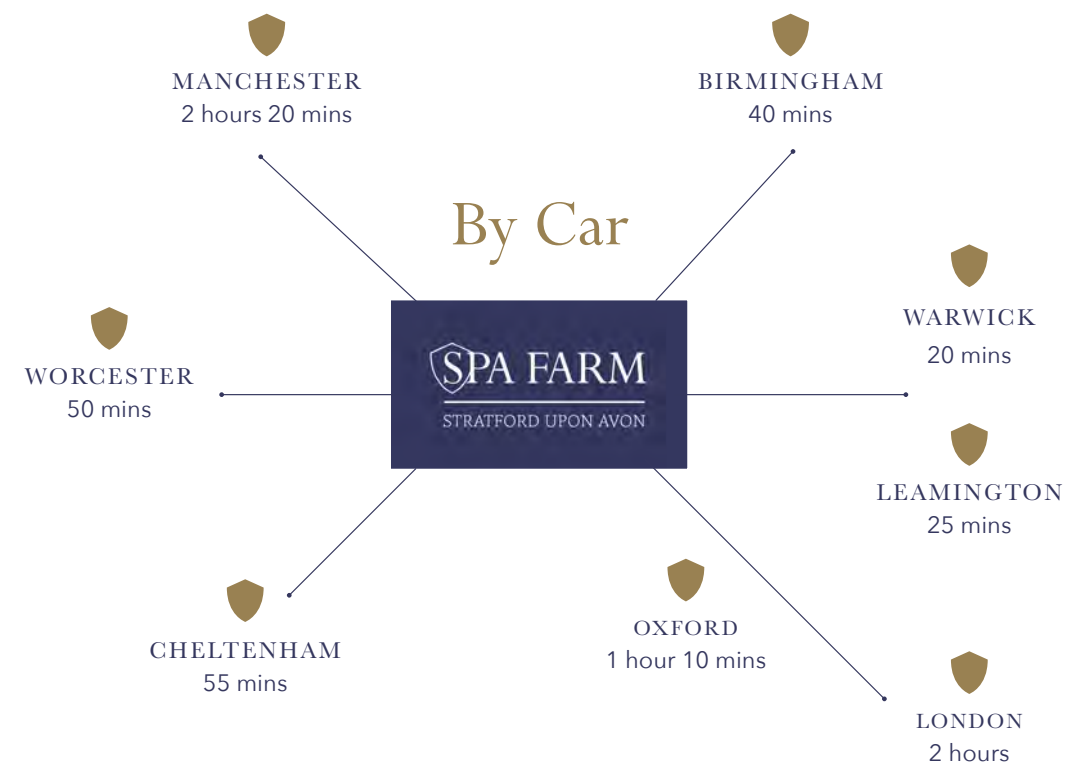 MANCHESTER
2 hours 20 mins
BIRMINGHAM
40 mins
By Car
WARWICK
20 mins
WORCESTER
50 mins
SPA FARM
STRATFORD UPON AVON
LEAMINGTON
25 mins
CHELTENHAM
55 mins
OXFORD
1 hour 10 mins
LONDON
2 hours